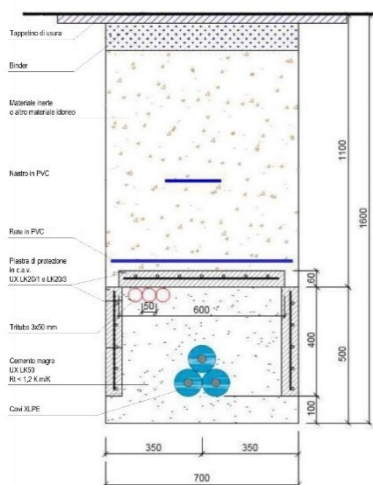 Tappetino di usura
Binder
Materiale inerte
o altro materiale idoneo
Nastro in PVC
Rete in PVC
Piastra di protezione
in c.a.v.
UX LK20/1 e LK20/3
Tritubo 3x50 mm
Cemento magro
UX LK50
Rt < 1,2 K m/K
Cavi XLPE
50
600
1100
1600
60
400
500
100
350
350
700